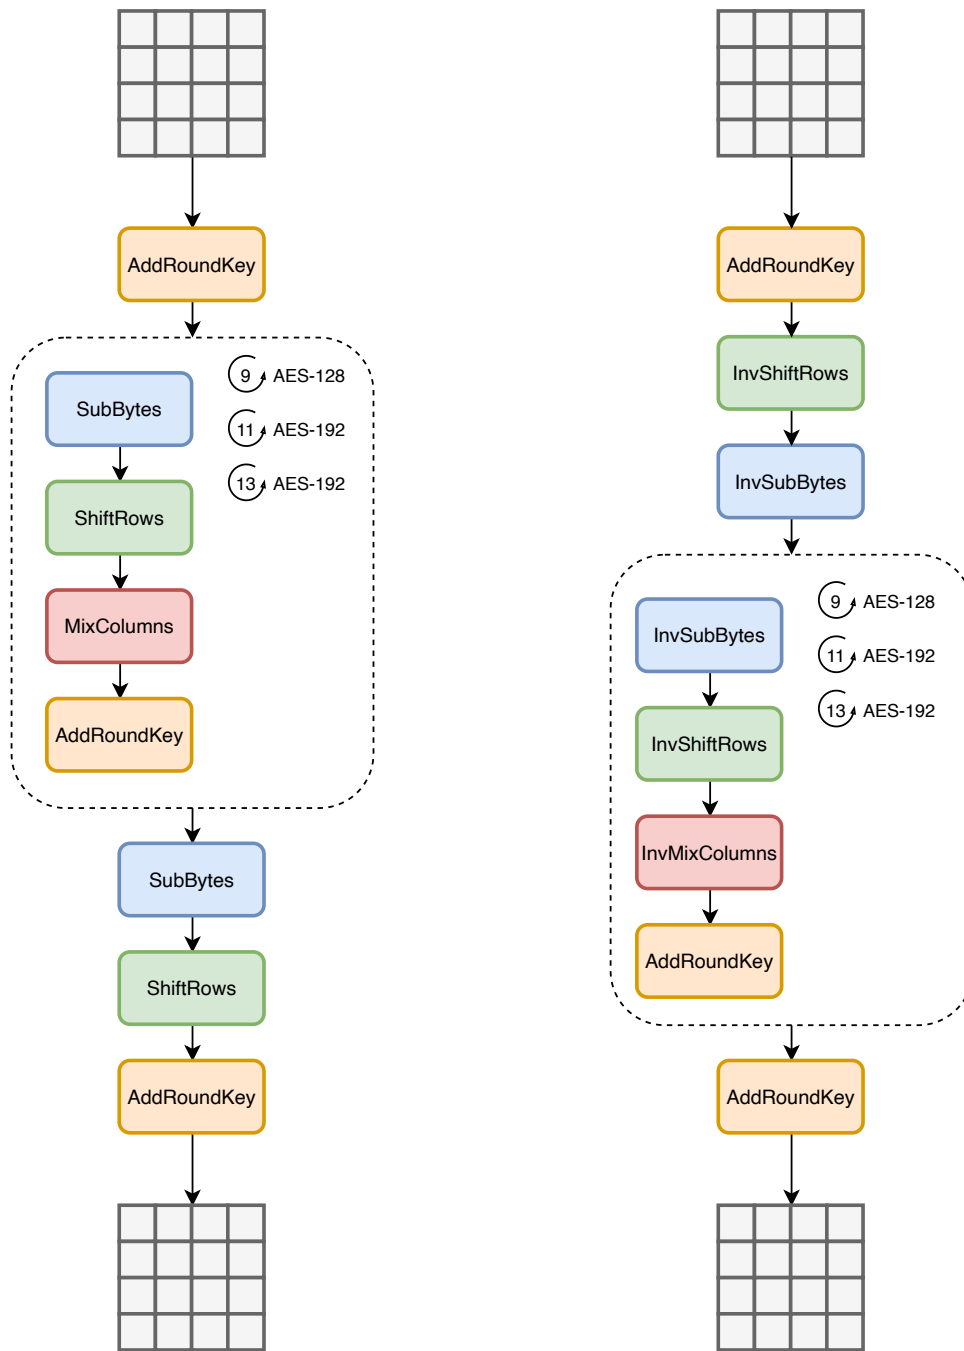 AddRoundKey
9 AES-128
SubBytes
11 AES-192
13 AES-192
ShiftRows
MixColumns
AddRoundKey
SubBytes
ShiftRows
AddRoundKey
AddRoundKey
InvShiftRows
InvSubBytes
9 AES-128
InvSubBytes
11 AES-192
13 AES-192
InvShiftRows
InvMixColumns
AddRoundKey
AddRoundKey